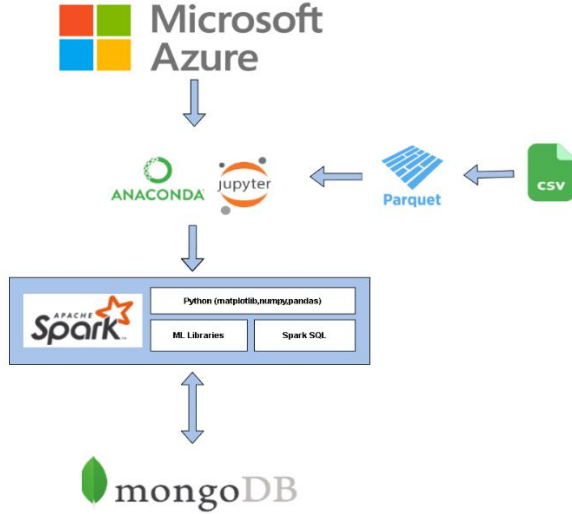 Microsoft
Azure
ANACONDA
jupyter
Parquet
csv
APACHE
Spark
Python (matplotlib,numpy,pandas)
ML Libraries
Spark SQL
mongoDB